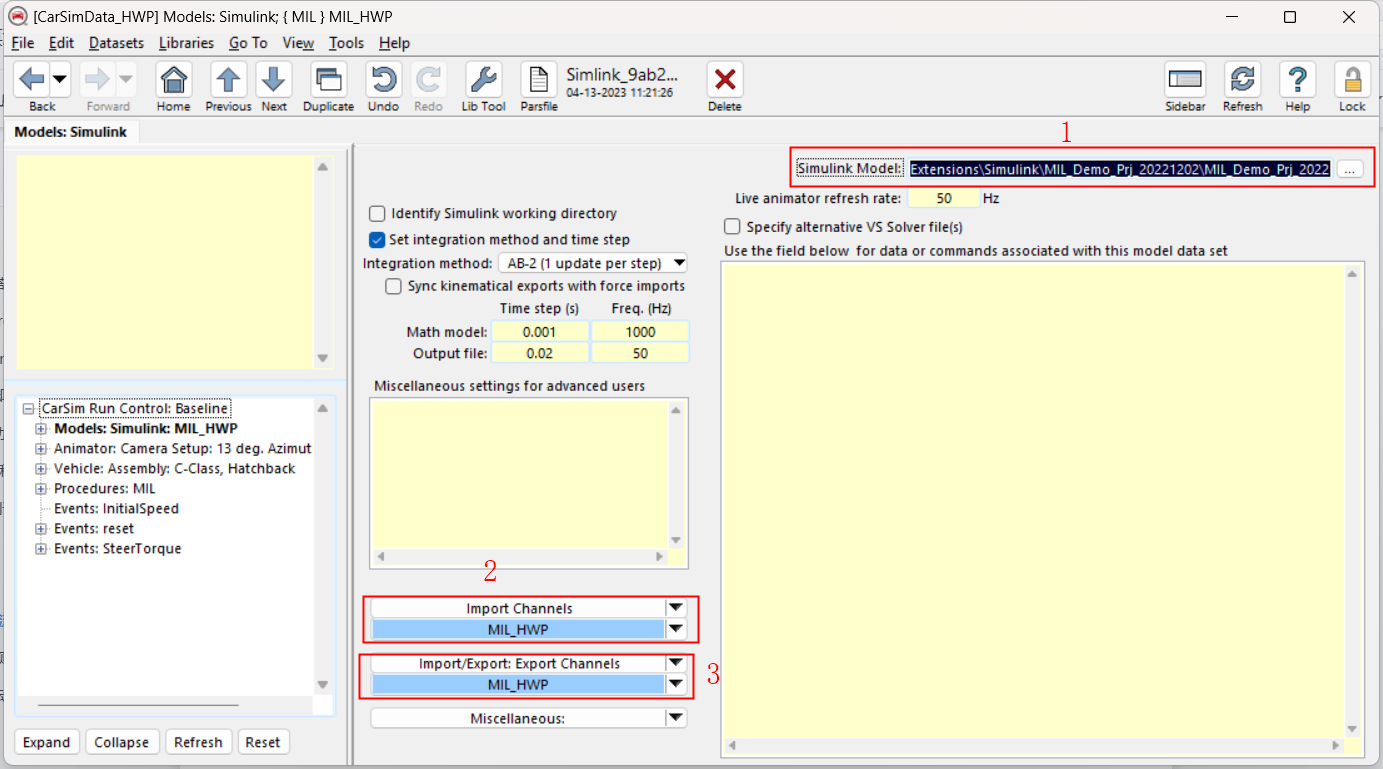 [CarSimData_HWP] Models: Simulink; { MIL } MIL_HWP
File Edit Datasets Libraries Go To View Tools Help
Back Forward Home Previous Next Duplicate Undo Redo Lib Tool Parsfile Simlink_9ab2... 04-13-2023 11:21:26 Delete Sidebar Refresh Help Lock
Models: Simulink
1
Simulink Model: Extensions\Simulink\MIL_Demo_Prj_20221202\MIL_Demo_Prj_2022 ...
Live animator refresh rate: 50 Hz
Identify Simulink working directory
Specify alternative VS Solver file(s)
Set integration method and time step
Use the field below for data or commands associated with this model data set
Integration method: AB-2 (1 update per step)
Sync kinematical exports with force imports
Time step (s) Freq. (Hz)
Math model: 0.001 1000
Output file: 0.02 50
Miscellaneous settings for advanced users
CarSim Run Control: Baseline
Models: Simulink: MIL_HWP
Animator: Camera Setup: 13 deg. Azimut
Vehicle: Assembly: C-Class, Hatchback
Procedures: MIL
Events: InitialSpeed
Events: reset
Events: SteerTorque
2
Import Channels
MIL_HWP
Import/Export: Export Channels
MIL_HWP
3
Miscellaneous:
Expand Collapse Refresh Reset